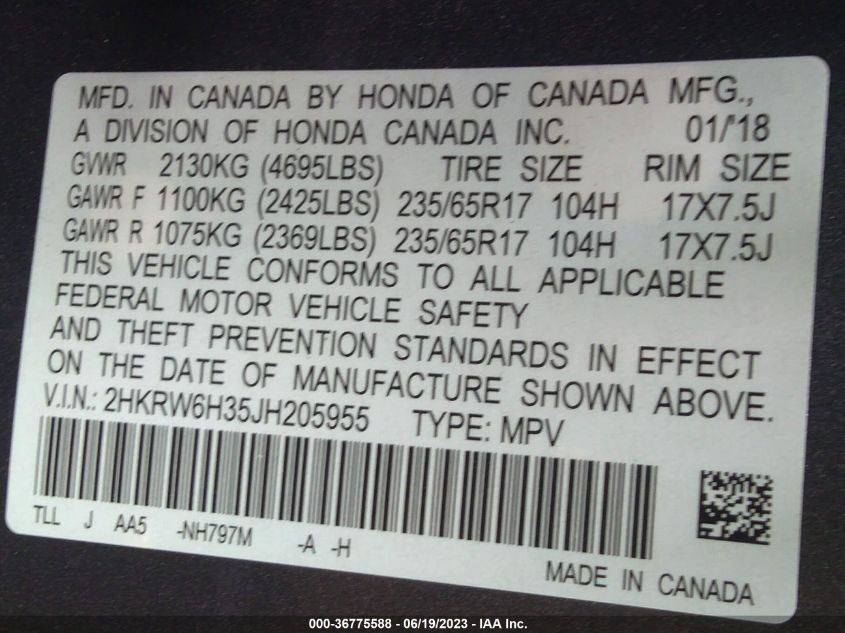 MFD. IN CANADA BY HONDA OF CANADA MFG.,
A DIVISION OF HONDA CANADA INC. 01/'18
GVWR 2130KG (4695LBS) TIRE SIZE RIM SIZE
GAWR F 1100KG (2425LBS) 235/65R17 104H 17X7.5J
GAWR R 1075KG (2369LBS) 235/65R17 104H 17X7.5J
THIS VEHICLE CONFORMS TO ALL APPLICABLE
FEDERAL MOTOR VEHICLE SAFETY
AND THEFT PREVENTION STANDARDS IN EFFECT
ON THE DATE OF MANUFACTURE SHOWN ABOVE.
V.I.N.: 2HKRW6H35JH205955 TYPE: MPV
TLL J AA5 -NH797M -A -H
MADE IN CANADA
000-36775588 - 06/19/2023 - IAA Inc.